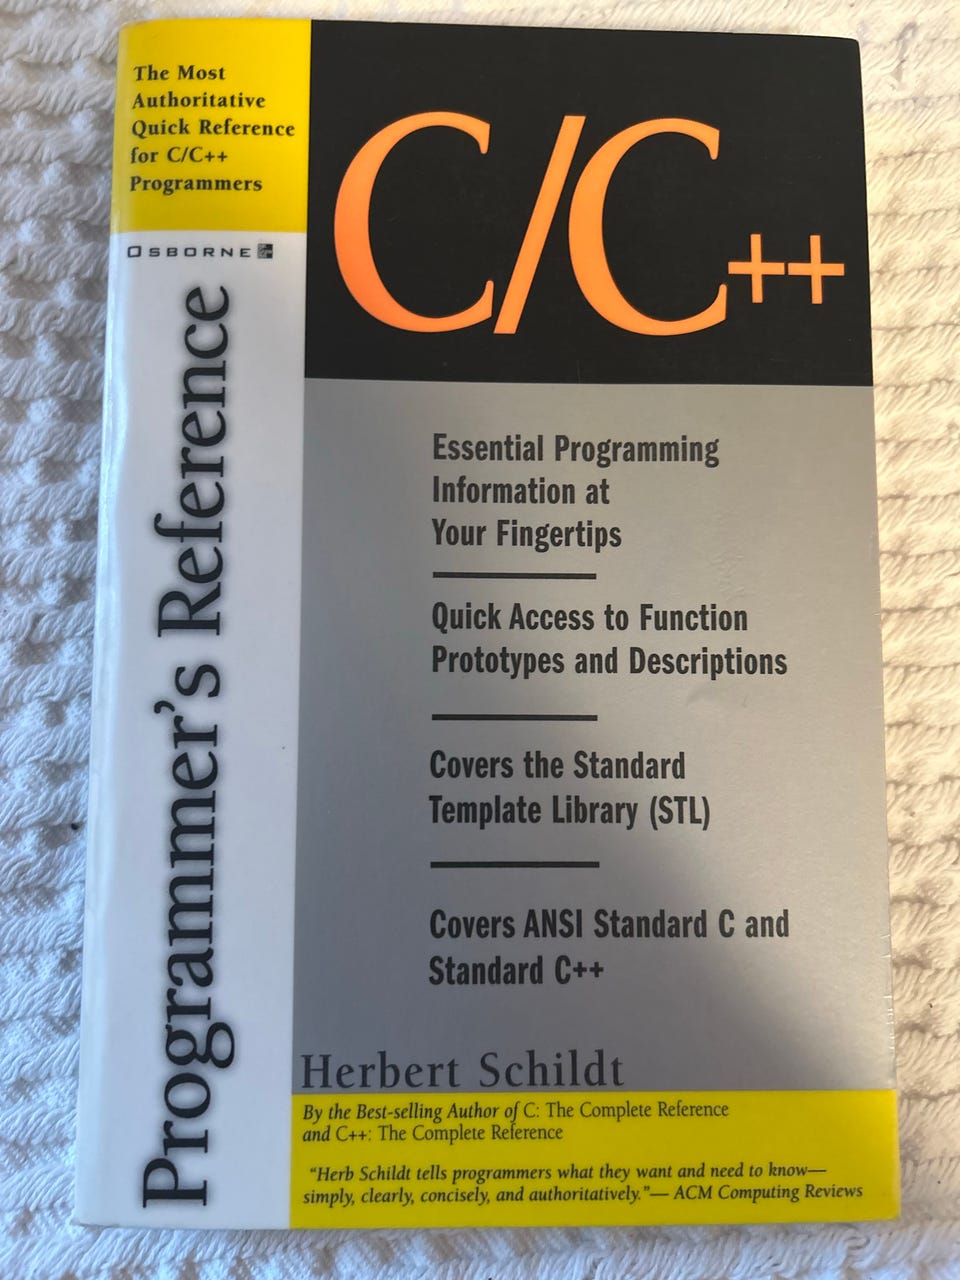 The Most
Authoritative
Quick Reference
for C/C++
Programmers
OSBORNE
Programmer's Reference
C/C++
Essential Programming
Information at
Your Fingertips
Quick Access to Function
Prototypes and Descriptions
Covers the Standard
Template Library (STL)
Covers ANSI Standard C and
Standard C++
Herbert Schildt
By the Best-selling Author of C: The Complete Reference
and C++: The Complete Reference
"Herb Schildt tells programmers what they want and need to know—
simply, clearly, concisely, and authoritatively."— ACM Computing Reviews